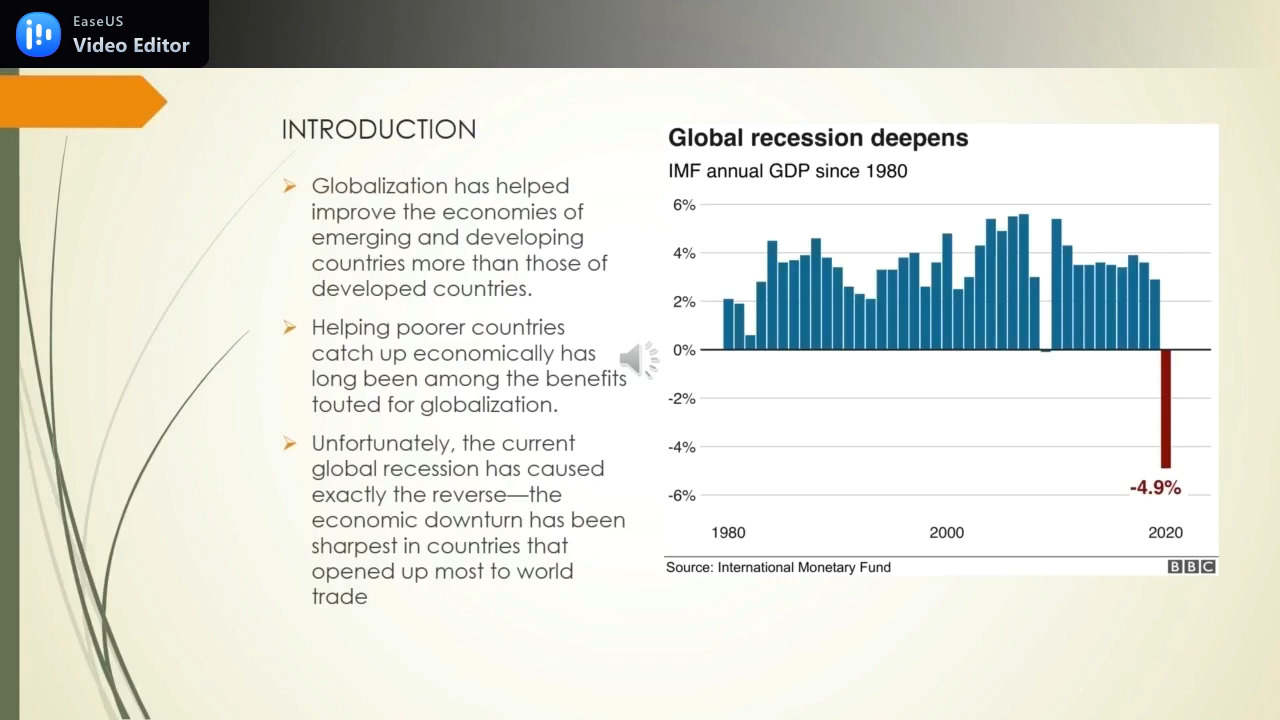 EaseUS
Video Editor
INTRODUCTION
Globalization has helped
improve the economies of
emerging and developing
countries more than those of
developed countries.
Helping poorer countries
catch up economically has
long been among the benefits
touted for globalization.
Unfortunately, the current
global recession has caused
exactly the reverse—the
economic downturn has been
sharpest in countries that
opened up most to world
trade
Global recession deepens
IMF annual GDP since 1980
6%
4%
2%
0%
-2%
-4%
-6%
-4.9%
1980 2000 2020
Source: International Monetary Fund BBC